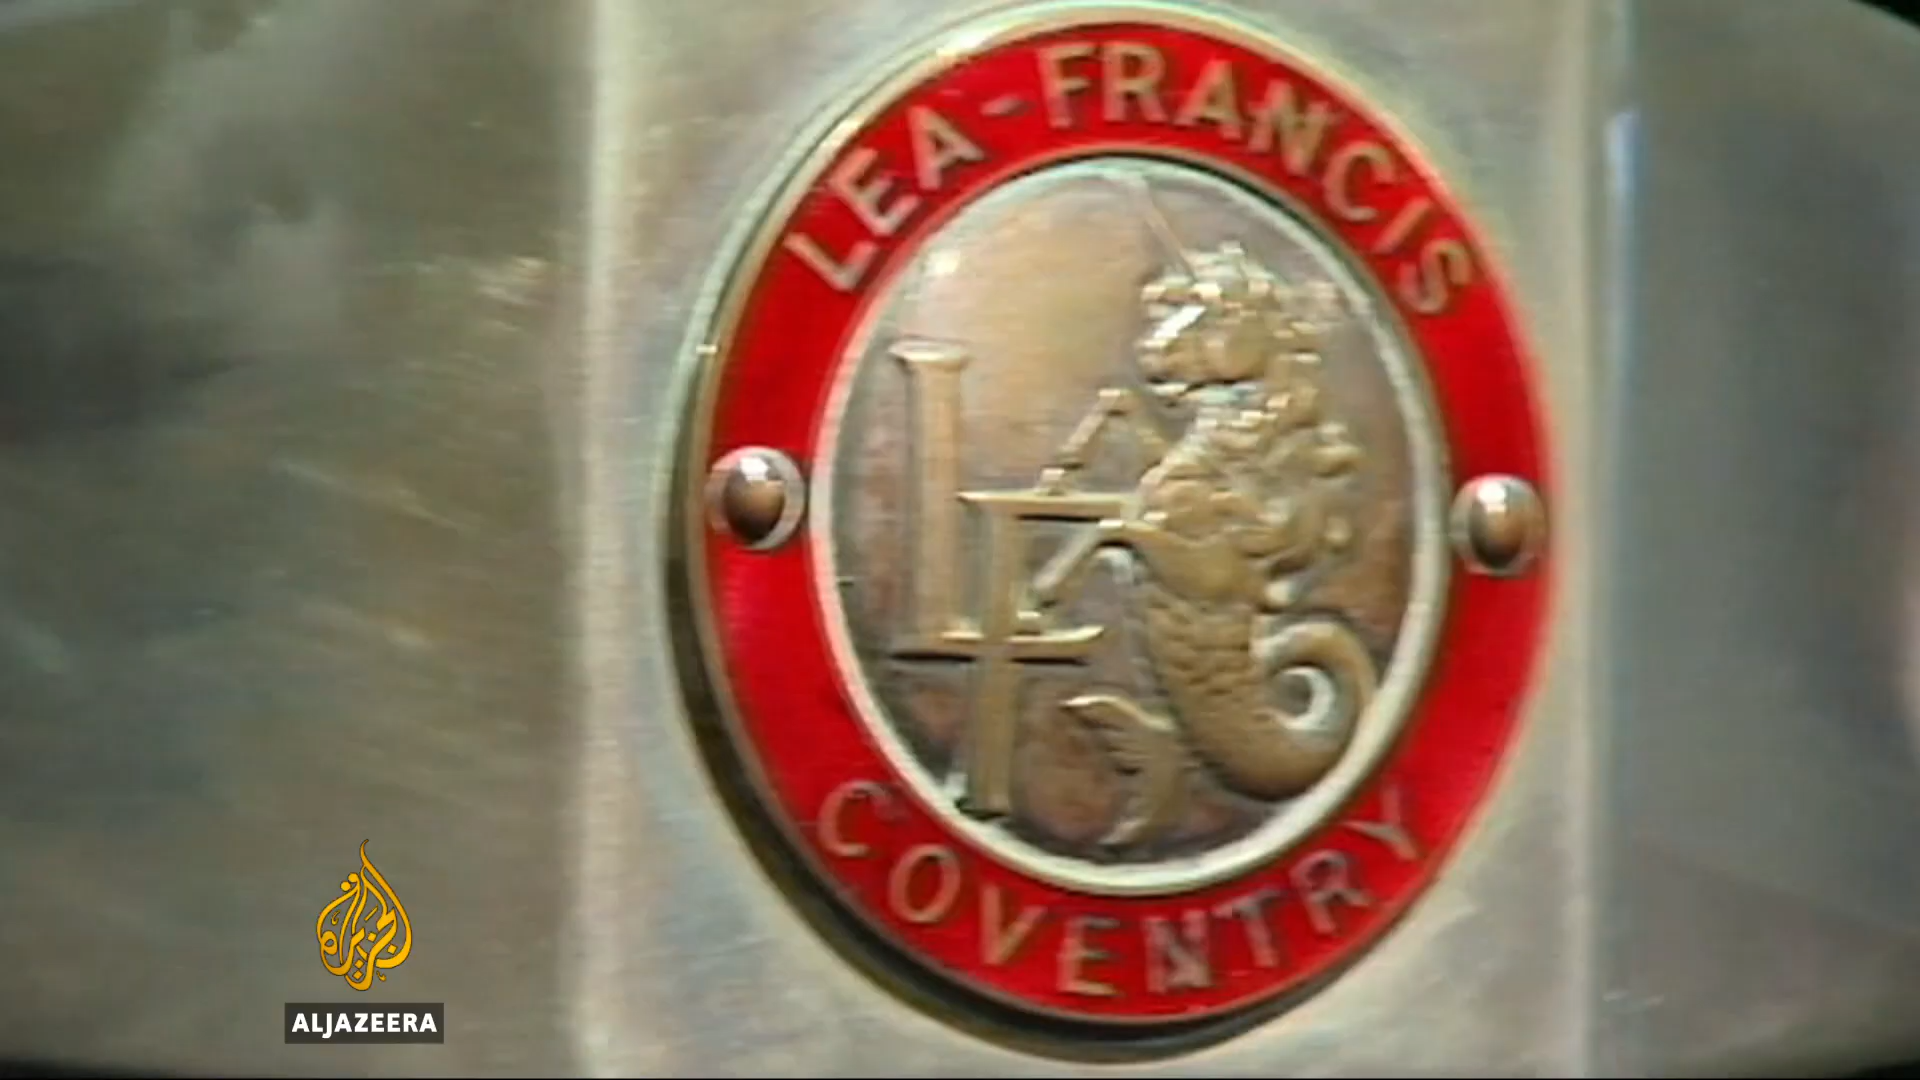 LEA-FRANCIS
LF
COVENTRY
الجزيرة
ALJAZEERA